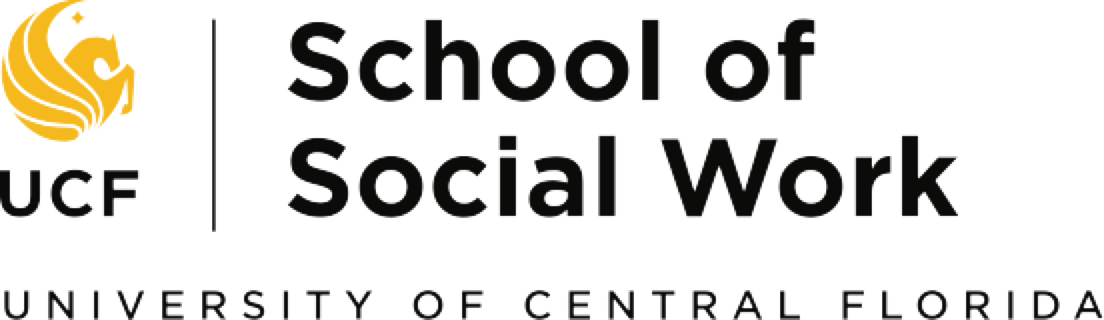 UCF
School of
Social Work
UNIVERSITY OF CENTRAL FLORIDA